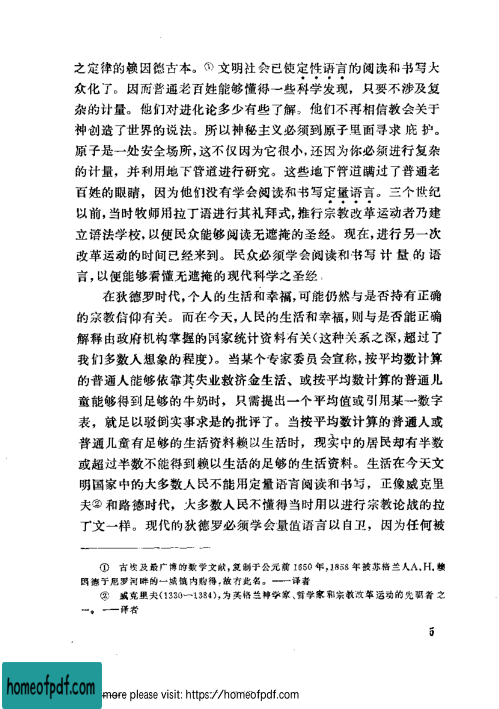 之定律的赖因德古本。① 文明社会已使定性语言的阅读和书写大
众化了。因而普通老百姓能够懂得一些科学发现，只要不涉及复
杂的计量。他们对进化论多少有些了解。他们不再相信教会关于
神创造了世界的说法。所以神秘主义必须到原子里面寻求庇护。
原子是一处安全场所，这不仅因为它很小，还因为你必须进行复杂
的计量，并利用地下管道进行研究。这些地下管道瞒过了普通老
百姓的眼睛，因为他们没有学会阅读和书写定量语言。三个世纪
以前，当时牧师用拉丁语进行其礼拜式，推行宗教改革运动者乃建
立语法学校，以便民众能够阅读无遮掩的圣经。现在，进行另一次
改革运动的时间已经来到。民众必须学会阅读和书写计量的语
言，以便能够看懂无遮掩的现代科学之圣经。
在狄德罗时代，个人的生活和幸福，可能仍然与是否持有正确
的宗教信仰有关。而在今天，人民的生活和幸福，则与是否能正确
解释由政府机构掌握的国家统计资料有关（这种关系之深，超过了
我们多数人想象的程度）。当某个专家委员会宣称，按平均数计算
的普通人能够依靠其失业救济金生活、或按平均数计算的普通儿
童能够得到足够的牛奶时，只需提出一个平均值或引用某一数字
表，就足以驳倒实事求是的批评了。当按平均数计算的普通人或
普通儿童有足够的生活资料赖以生活时，现实中的居民却有半数
或超过半数不能得到赖以生活的足够的生活资料。生活在今天文
明国家中的大多数人民不能用定量语言阅读和书写，正像威克里
夫② 和路德时代，大多数人民不懂得当时用以进行宗教论战的拉
丁文一样。现代的狄德罗必须学会量值语言以自卫，因为任何被
① 古埃及最广博的数学文献，复制于公元前1650年，1858年被苏格兰人A.H.赖
因德于尼罗河畔的一城镇内购得，故有此名。——译者
② 威克里夫（1330—1384），为英格兰神学家、哲学家和宗教改革运动的先驱者之
一。——译者
5
homeofpdf.com
more please visit: https://homeofpdf.com